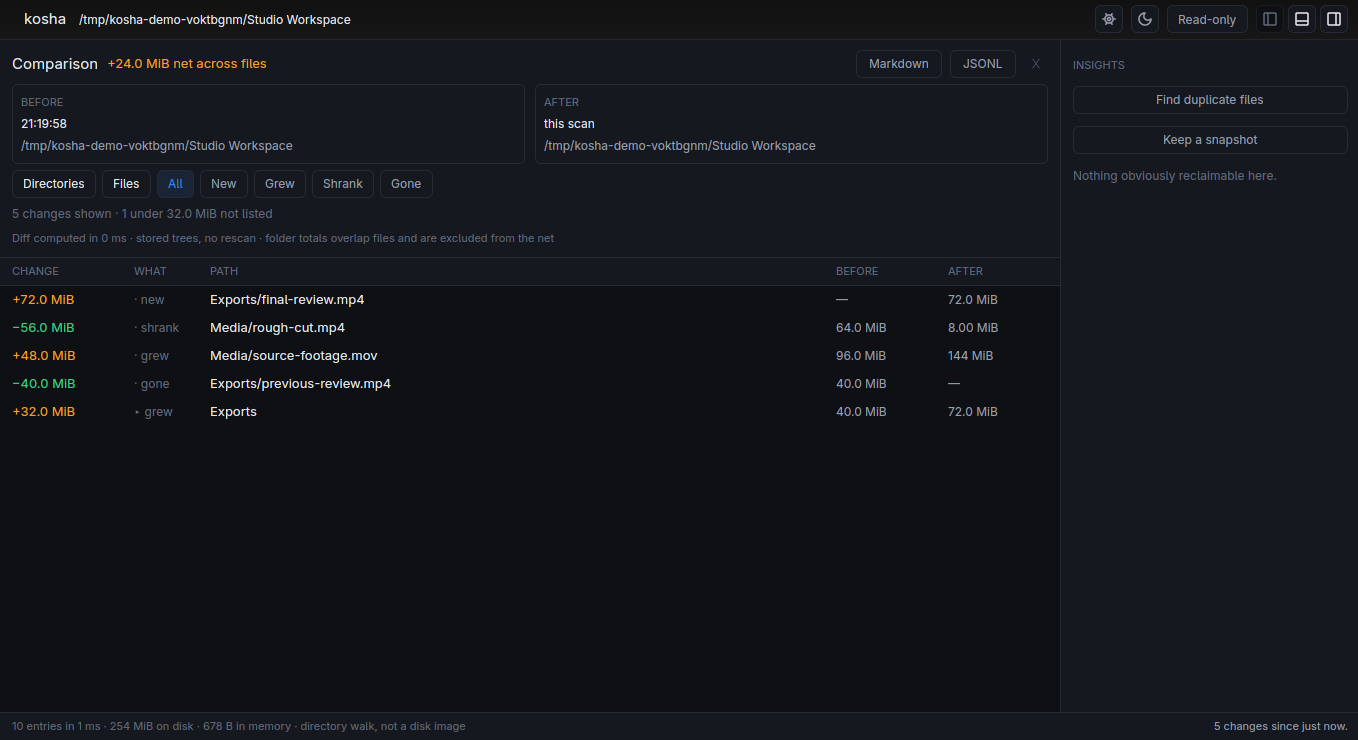 kosha /tmp/kosha-demo-voktbgnm/Studio Workspace Read-only
Comparison +24.0 MiB net across files Markdown JSONL X
BEFORE
21:19:58
/tmp/kosha-demo-voktbgnm/Studio Workspace
AFTER
this scan
/tmp/kosha-demo-voktbgnm/Studio Workspace
Directories Files All New Grew Shrank Gone
5 changes shown · 1 under 32.0 MiB not listed
Diff computed in 0 ms · stored trees, no rescan · folder totals overlap files and are excluded from the net
CHANGE WHAT PATH BEFORE AFTER
+72.0 MiB · new Exports/final-review.mp4 — 72.0 MiB
−56.0 MiB · shrank Media/rough-cut.mp4 64.0 MiB 8.00 MiB
+48.0 MiB · grew Media/source-footage.mov 96.0 MiB 144 MiB
−40.0 MiB · gone Exports/previous-review.mp4 40.0 MiB —
+32.0 MiB ▸ grew Exports 40.0 MiB 72.0 MiB
INSIGHTS
Find duplicate files
Keep a snapshot
Nothing obviously reclaimable here.
10 entries in 1 ms · 254 MiB on disk · 678 B in memory · directory walk, not a disk image
5 changes since just now.